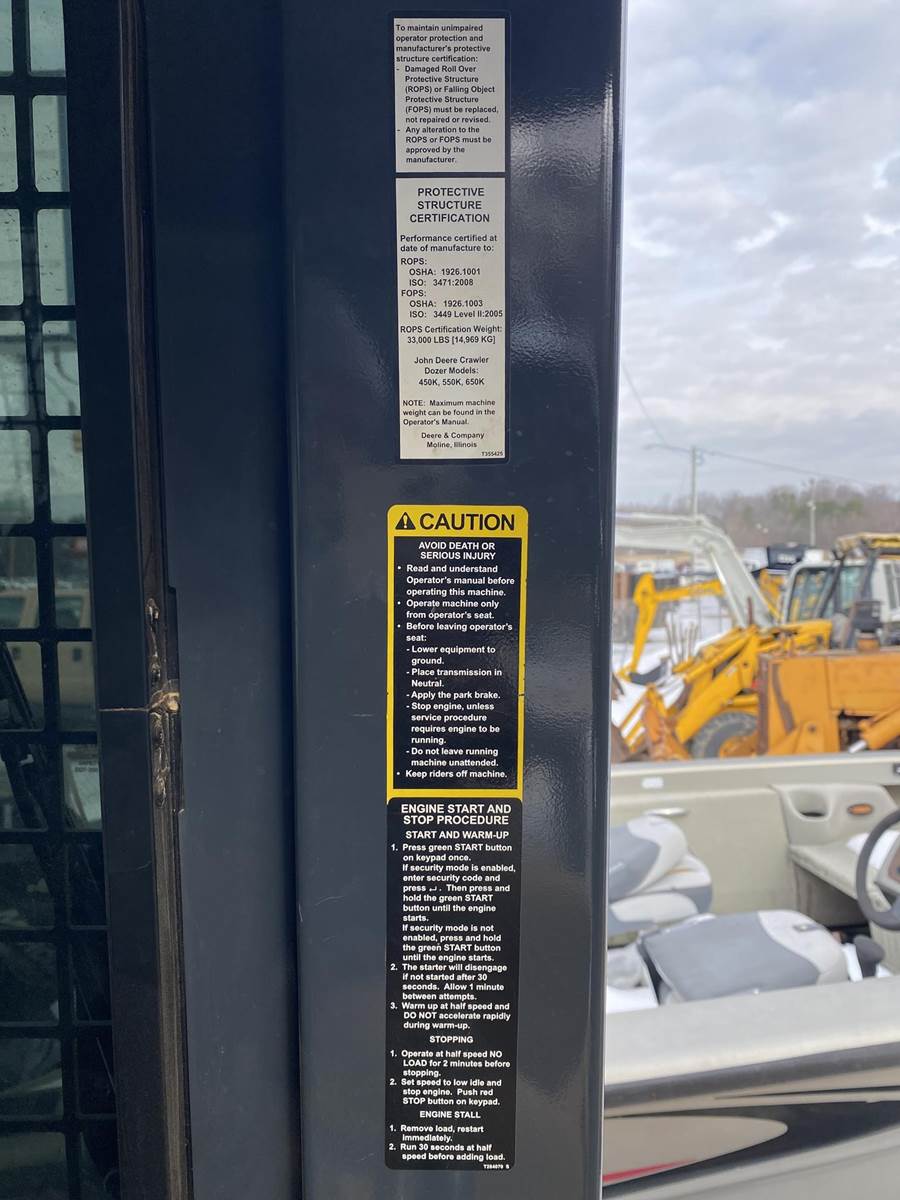 To maintain unimpaired
operator protection and
manufacturer's protective
structure certification:
- Damaged Roll Over
Protective Structure
(ROPS) or Falling Object
Protective Structure
(FOPS) must be replaced,
not repaired or revised.
- Any alteration to the
ROPS or FOPS must be
approved by the
manufacturer.
PROTECTIVE
STRUCTURE
CERTIFICATION
Performance certified at
date of manufacture to:
ROPS:
OSHA: 1926.1001
ISO: 3471:2008
FOPS:
OSHA: 1926.1003
ISO: 3449 Level II:2005
ROPS Certification Weight:
33,000 LBS [14,969 KG]
John Deere Crawler
Dozer Models:
450K, 550K, 650K
NOTE: Maximum machine
weight can be found in the
Operator's Manual.
Deere & Company
Moline, Illinois
T355425
CAUTION
AVOID DEATH OR
SERIOUS INJURY
• Read and understand
Operator's manual before
operating this machine.
• Operate machine only
from operator's seat.
• Before leaving operator's
seat:
- Lower equipment to
ground.
- Place transmission in
Neutral.
- Apply the park brake.
- Stop engine, unless
service procedure
requires engine to be
running.
- Do not leave running
machine unattended.
• Keep riders off machine.
ENGINE START AND
STOP PROCEDURE
START AND WARM-UP
1. Press green START button
on keypad once.
If security mode is enabled,
enter security code and
press ↵. Then press and
hold the green START
button until the engine
starts.
If security mode is not
enabled, press and hold
the green START button
until the engine starts.
2. The starter will disengage
if not started after 30
seconds. Allow 1 minute
between attempts.
3. Warm up at half speed and
DO NOT accelerate rapidly
during warm-up.
STOPPING
1. Operate at half speed NO
LOAD for 2 minutes before
stopping.
2. Set speed to low idle and
stop engine. Push red
STOP button on keypad.
ENGINE STALL
1. Remove load, restart
immediately.
2. Run 30 seconds at half
speed before adding load.